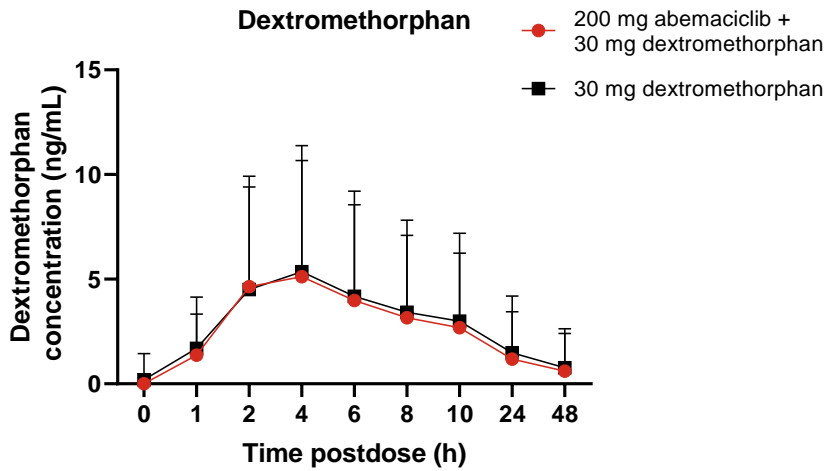 Dextromethorphan
200 mg abemaciclib +
30 mg dextromethorphan
30 mg dextromethorphan
Dextromethorphan
concentration (ng/mL)
15
10
5
0
0 1 2 4 6 8 10 24 48
Time postdose (h)